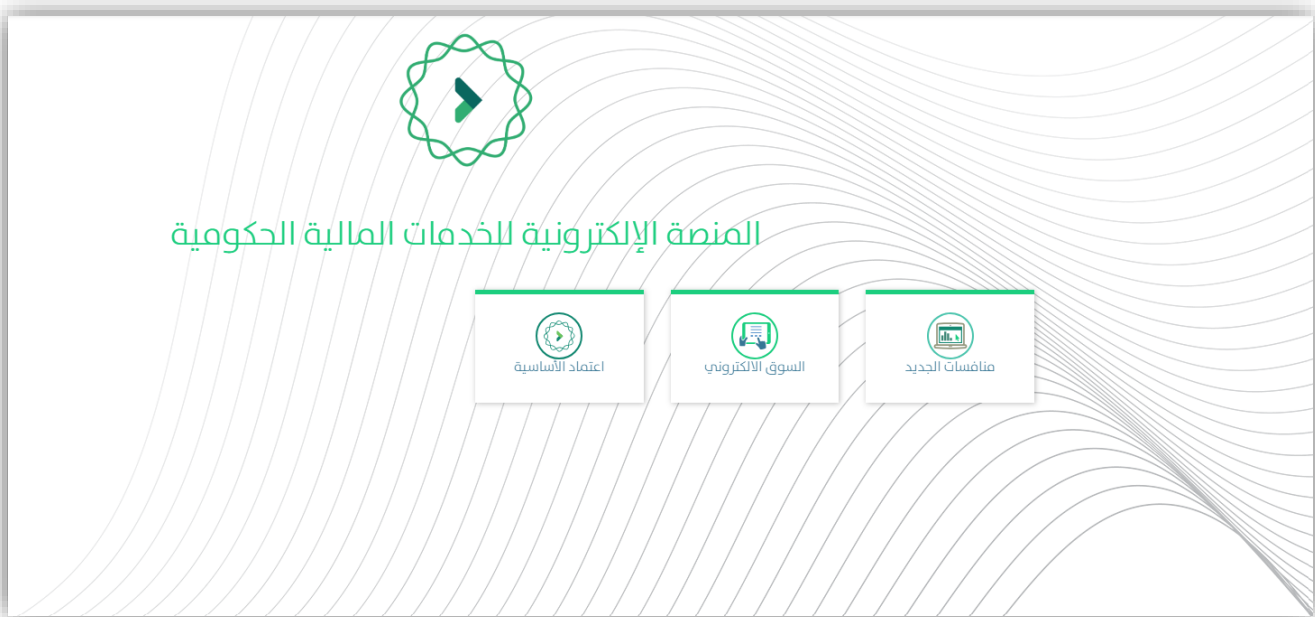 المنصة الإلكترونية للخدمات المالية الحكومية
منافسات الجديد
السوق الالكتروني
اعتماد الأساسية